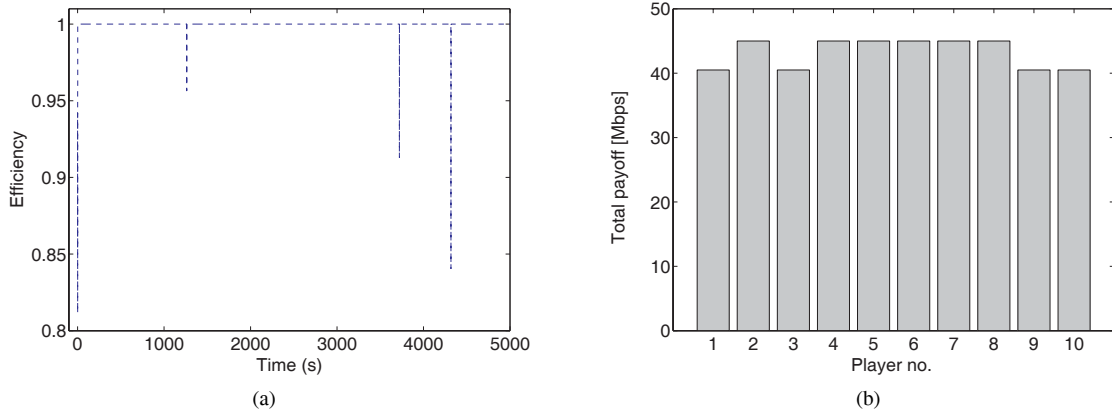 1
0.95
0.9
0.85
0.8
Efficiency
0 1000 2000 3000 4000 5000
Time (s)
(a)
50
40
30
20
10
0
Total payoff [Mbps]
1 2 3 4 5 6 7 8 9 10
Player no.
(b)